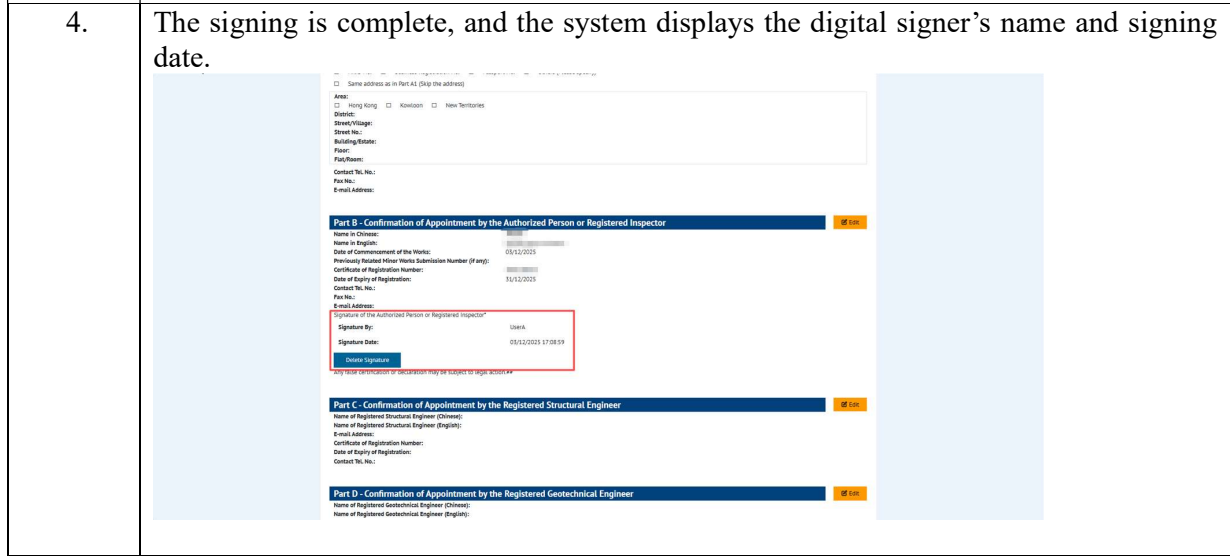 4.
The signing is complete, and the system displays the digital signer's name and signing
date.
☐ Same address as in Part A1 (Skip the address)
Area:
☐ Hong Kong ☐ Kowloon ☐ New Territories
District:
Street/Village:
Street No.:
Building/Estate:
Floor:
Flat/Room:
Contact Tel. No.:
Fax No.:
E-mail Address:
Part B - Confirmation of Appointment by the Authorized Person or Registered Inspector
Edit
Name in Chinese:
Name in English:
Date of Commencement of the Works: 03/12/2025
Previously Related Minor Works Submission Number (if any):
Certificate of Registration Number:
Date of Expiry of Registration: 31/12/2025
Contact Tel. No.:
Fax No.:
E-mail Address:
Signature of the Authorized Person or Registered Inspector*
Signature By: UserA
Signature Date: 03/12/2025 17:08:59
Delete Signature
Any false certification or declaration may be subject to legal action.##
Part C - Confirmation of Appointment by the Registered Structural Engineer
Edit
Name of Registered Structural Engineer (Chinese):
Name of Registered Structural Engineer (English):
E-mail Address:
Certificate of Registration Number:
Date of Expiry of Registration:
Contact Tel. No.:
Part D - Confirmation of Appointment by the Registered Geotechnical Engineer
Edit
Name of Registered Geotechnical Engineer (Chinese):
Name of Registered Geotechnical Engineer (English):